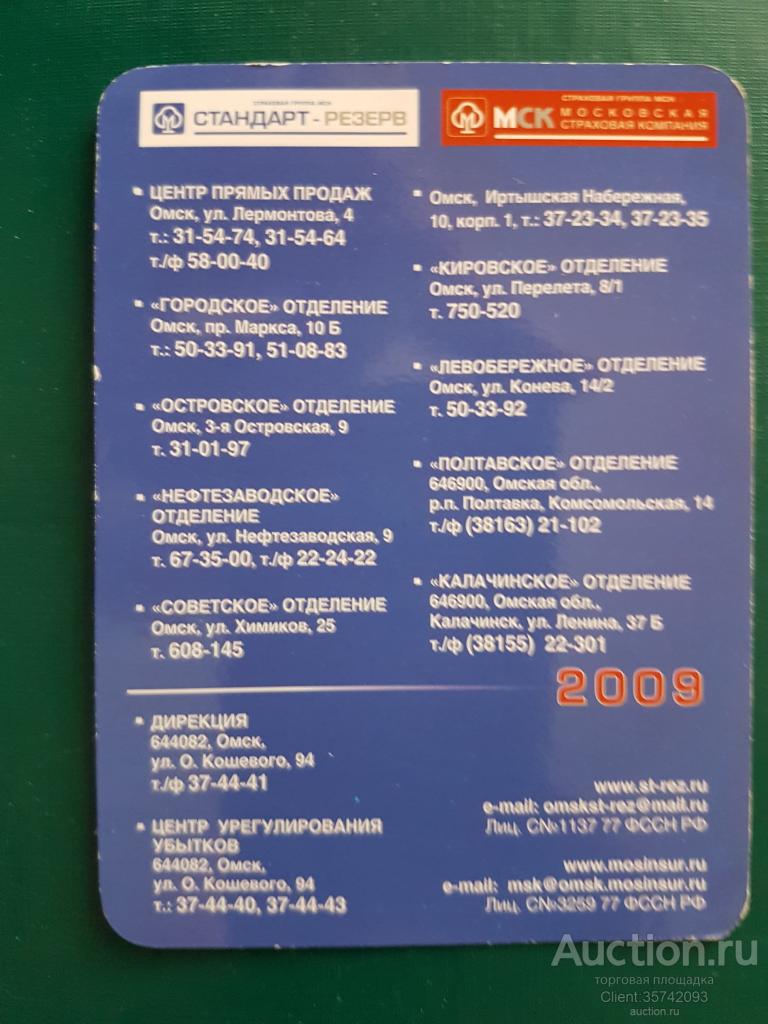 СТРАХОВАЯ ГРУППА МСК
СТАНДАРТ - РЕЗЕРВ
СТРАХОВАЯ ГРУППА МСК
МСК МОСКОВСКАЯ
СТРАХОВАЯ КОМПАНИЯ
ЦЕНТР ПРЯМЫХ ПРОДАЖ
Омск, ул. Лермонтова, 4
т.: 31-54-74, 31-54-64
т./ф 58-00-40
«ГОРОДСКОЕ» ОТДЕЛЕНИЕ
Омск, пр. Маркса, 10 Б
т.: 50-33-91, 51-08-83
«ОСТРОВСКОЕ» ОТДЕЛЕНИЕ
Омск, 3-я Островская, 9
т. 31-01-97
«НЕФТЕЗАВОДСКОЕ»
ОТДЕЛЕНИЕ
Омск, ул. Нефтезаводская, 9
т. 67-35-00, т./ф 22-24-22
«СОВЕТСКОЕ» ОТДЕЛЕНИЕ
Омск, ул. Химиков, 25
т. 608-145
Омск, Иртышская Набережная,
10, корп. 1, т.: 37-23-34, 37-23-35
«КИРОВСКОЕ» ОТДЕЛЕНИЕ
Омск, ул. Перелета, 8/1
т. 750-520
«ЛЕВОБЕРЕЖНОЕ» ОТДЕЛЕНИЕ
Омск, ул. Конева, 14/2
т. 50-33-92
«ПОЛТАВСКОЕ» ОТДЕЛЕНИЕ
646900, Омская обл.,
р.п. Полтавка, Комсомольская, 14
т./ф (38163) 21-102
«КАЛАЧИНСКОЕ» ОТДЕЛЕНИЕ
646900, Омская обл.,
Калачинск, ул. Ленина, 37 Б
т./ф (38155) 22-301
2009
ДИРЕКЦИЯ
644082, Омск,
ул. О. Кошевого, 94
т./ф 37-44-41
ЦЕНТР УРЕГУЛИРОВАНИЯ
УБЫТКОВ
644082, Омск,
ул. О. Кошевого, 94
т.: 37-44-40, 37-44-43
www.st-rez.ru
e-mail: omskst-rez@mail.ru
Лиц. С№1137 77 ФССН РФ
www.mosinsur.ru
e-mail: msk@omsk.mosinsur.ru
Лиц. С№3259 77 ФССН РФ
Auction.ru
торговая площадка
Client:35742093
auction.ru